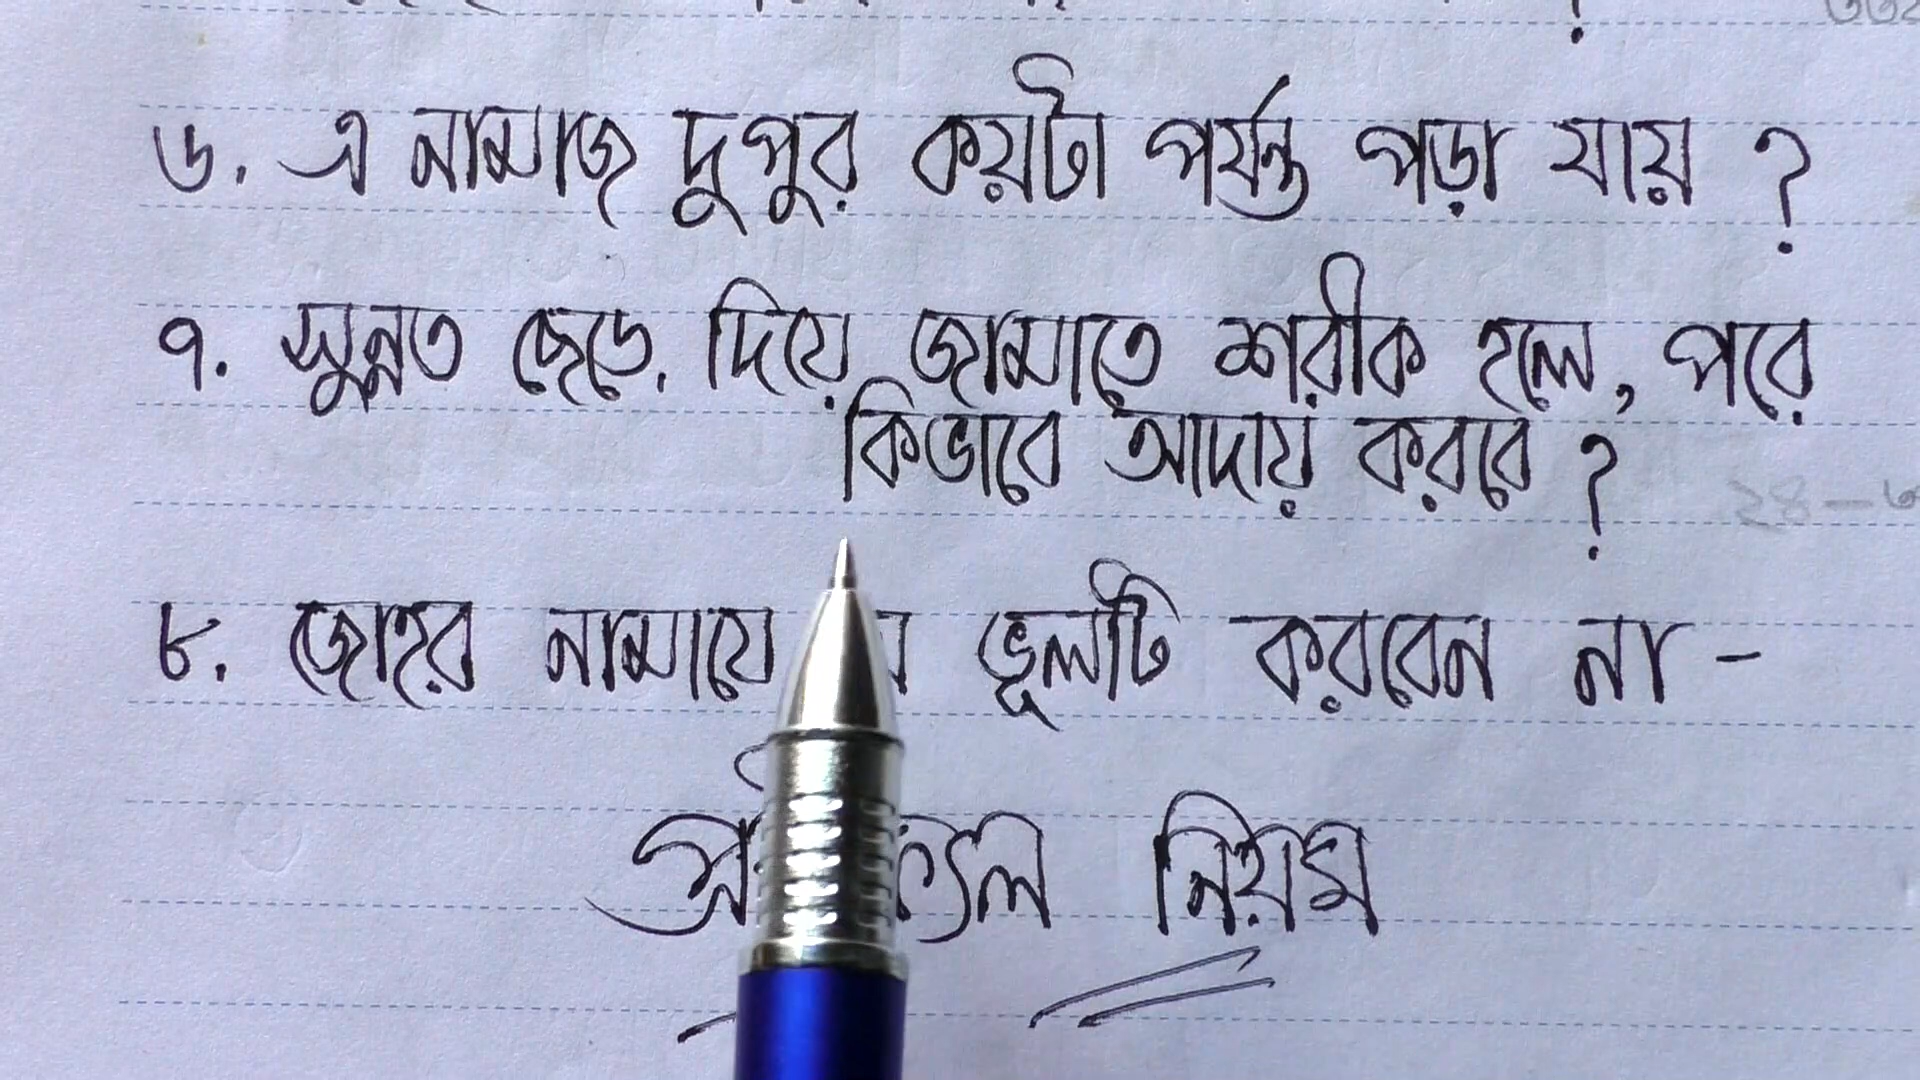 ৬. এ নামাজ দুপুর কয়টা পর্যন্ত পড়া যায় ?
৭. সুন্নত ছেড়ে দিয়ে জামাতে শরীক হলে, পরে
কিভাবে আদায় করবে ?
৮. জোহর নামাযে ভূলটি করবেন না -
নিয়ম